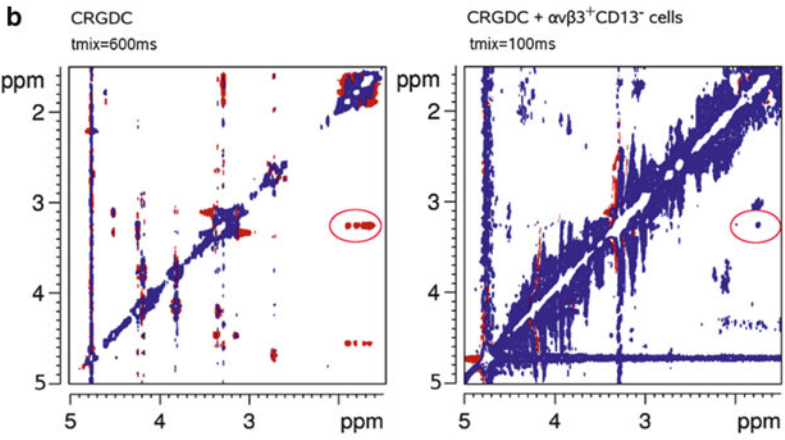 b
CRGDC
tmix=600ms
ppm
2
3
4
5
5 4 3 ppm
CRGDC + αvβ3⁺CD13⁻ cells
tmix=100ms
ppm
2
3
4
5
5 4 3 ppm